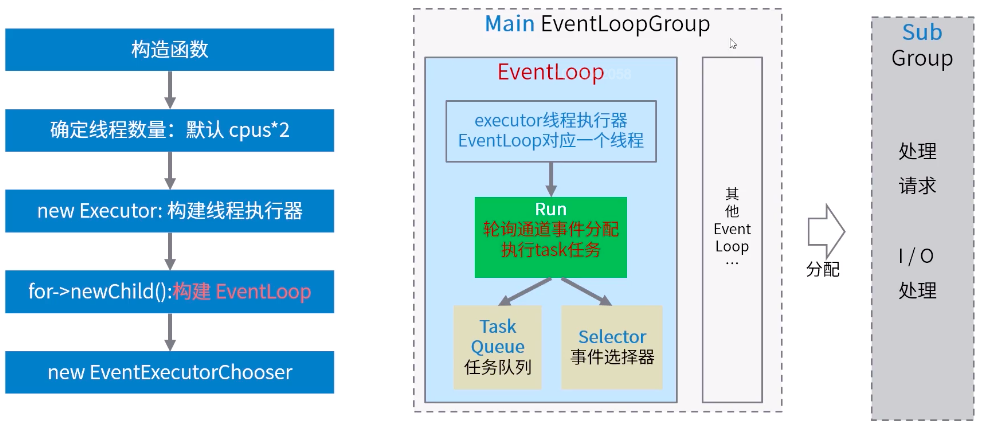 构造函数
确定线程数量：默认 cpus*2
new Executor: 构建线程执行器
for->newChild():构建 EventLoop
new EventExecutorChooser
Main EventLoopGroup
EventLoop
executor线程执行器
EventLoop对应一个线程
Run
轮询通道事件分配
执行task任务
Task
Queue
任务队列
Selector
事件选择器
其
他
Event
Loop
…
分配
Sub
Group
处理
请求
I / O
处理